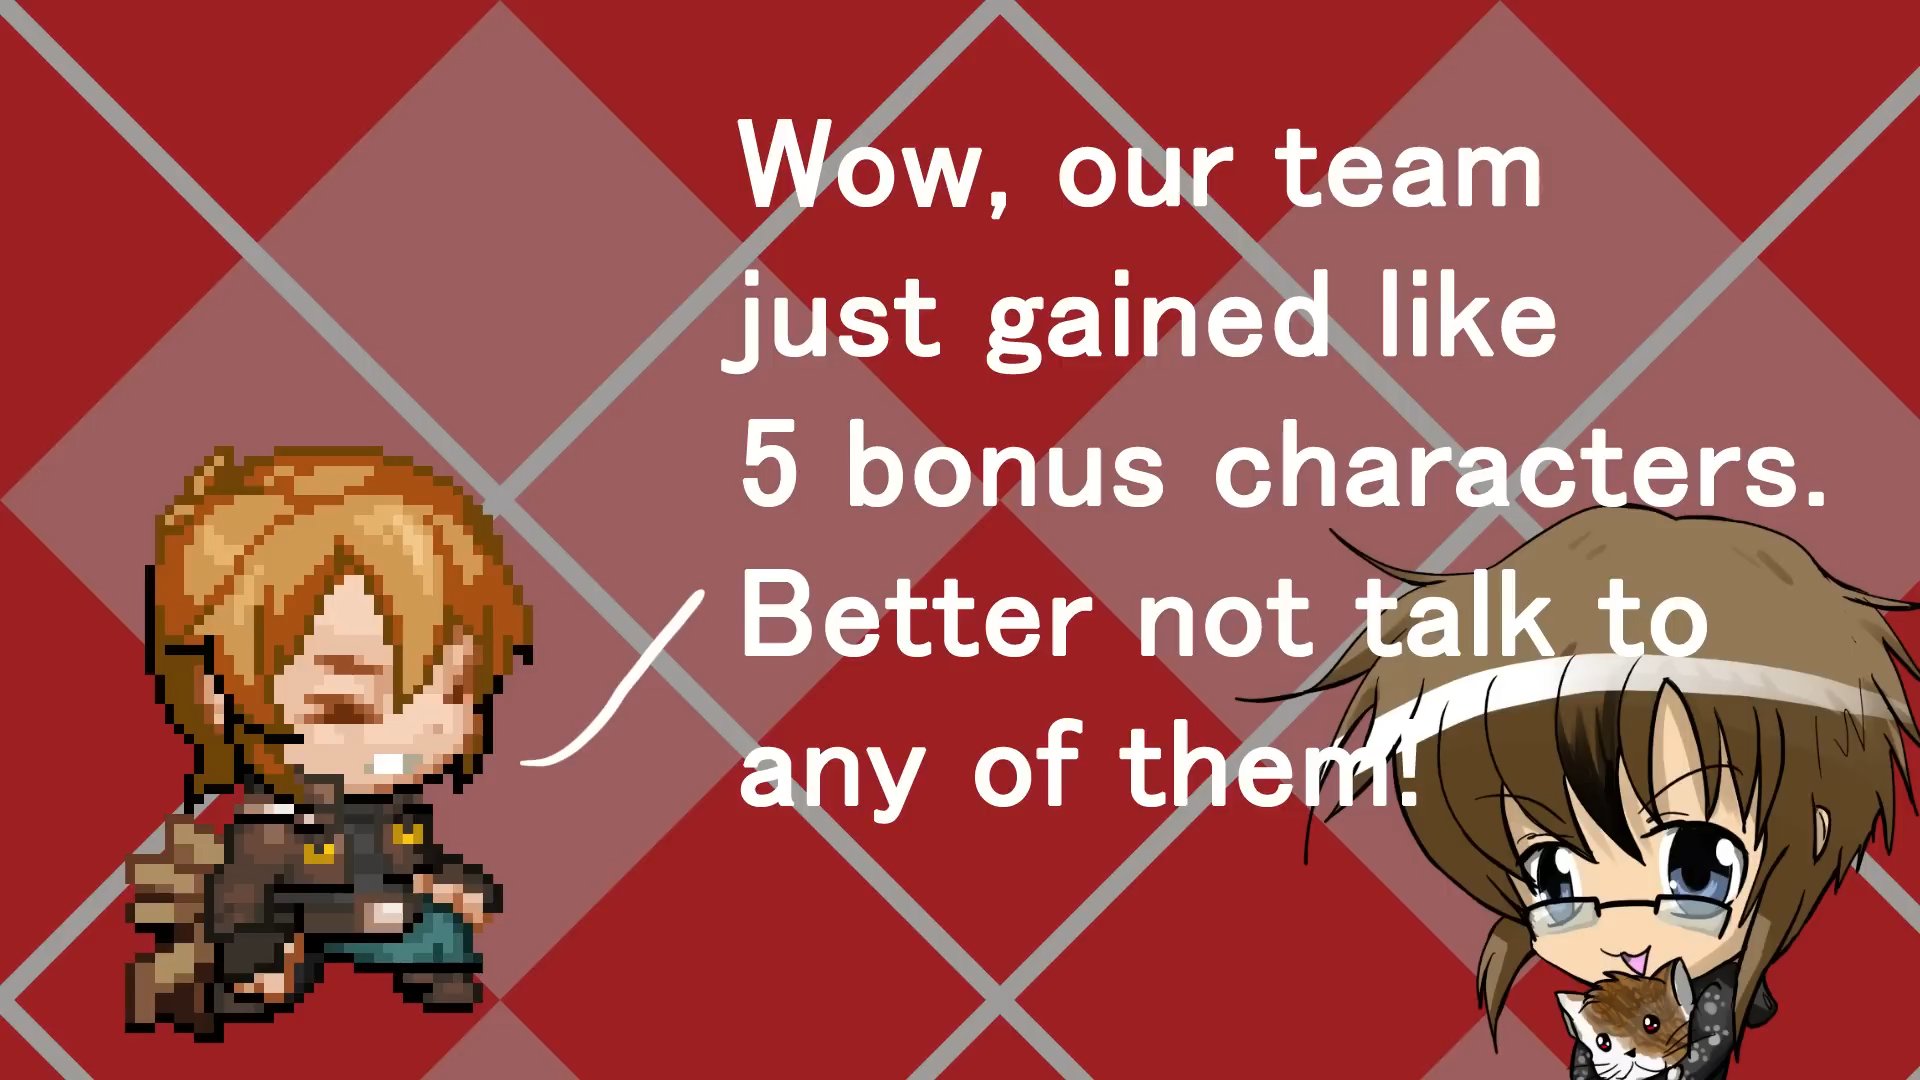 Wow, our team
just gained like
5 bonus characters.
Better not talk to
any of them!